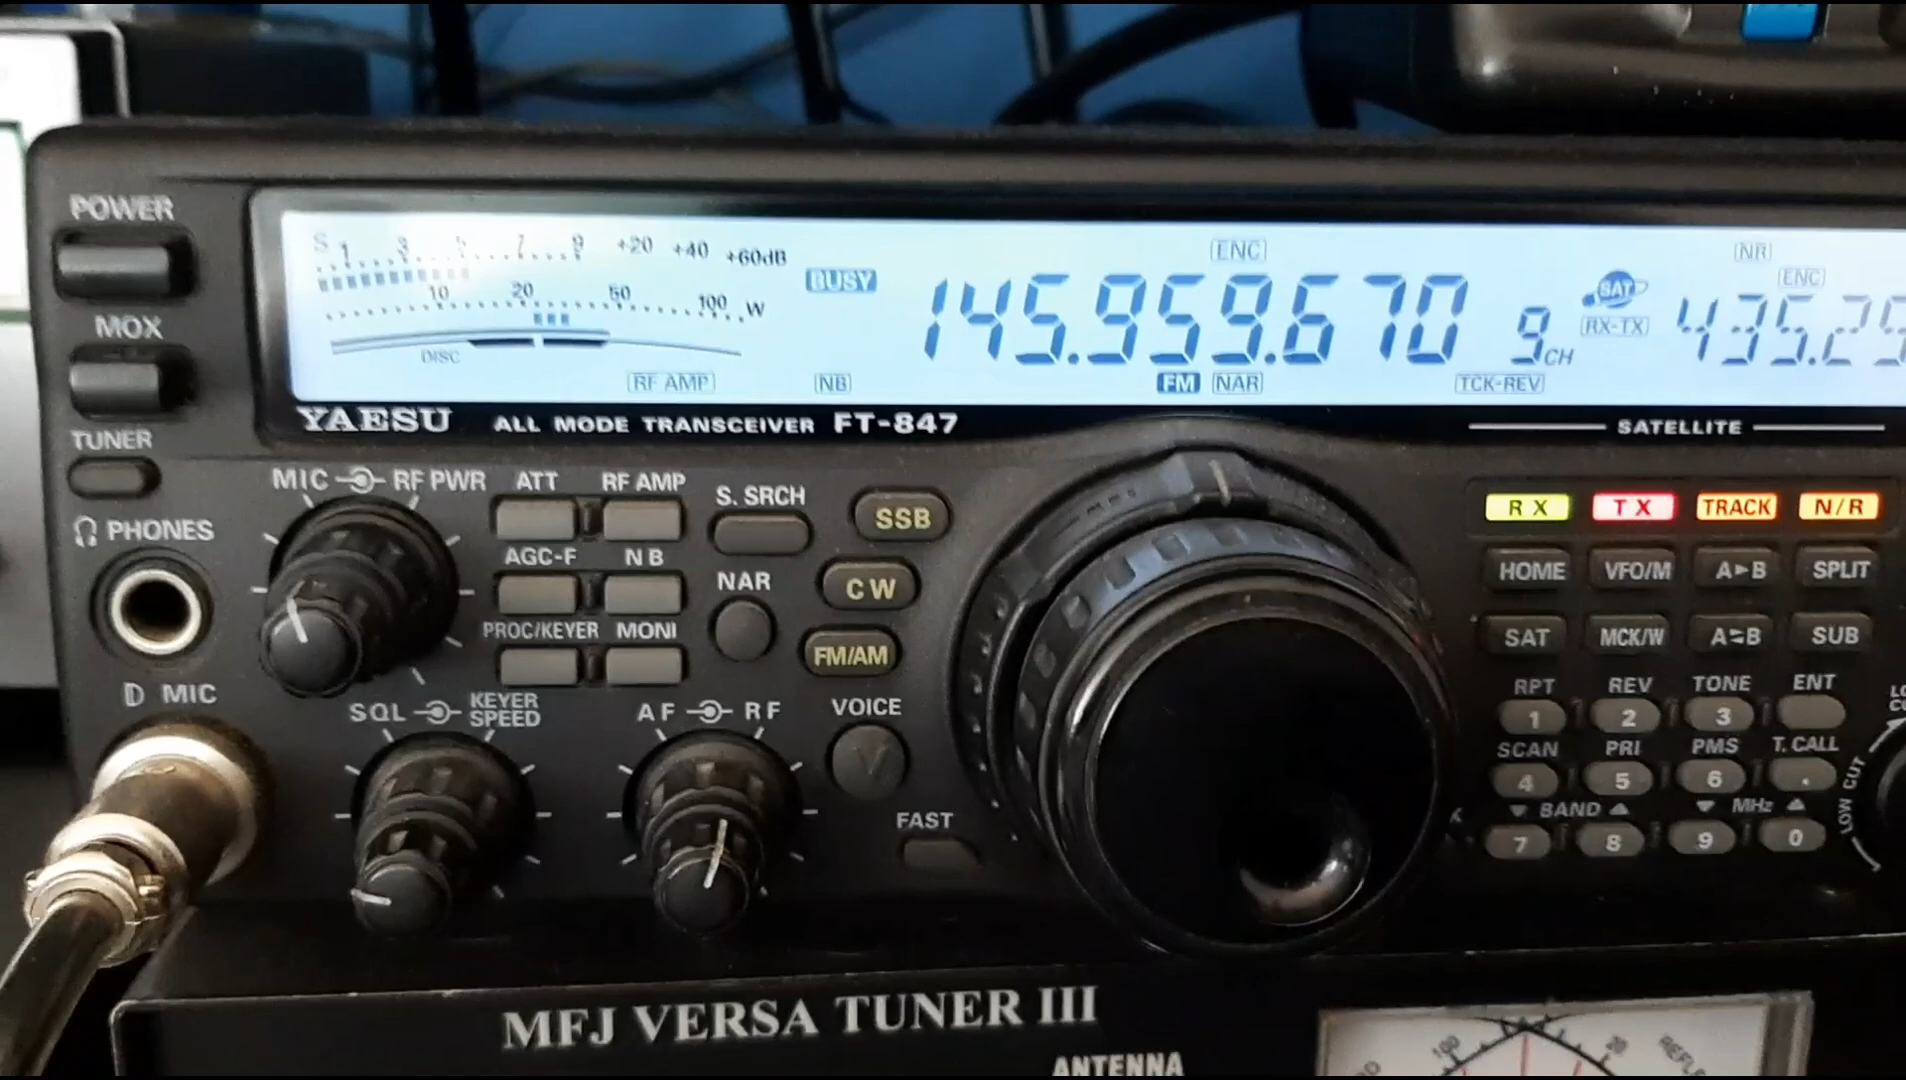 POWER
MOX
TUNER
PHONES
MIC
S 1 3 5 7 9 +20 +40 +60dB
10 20 50 100 W
DISC
RF AMP
BUSY
NB
ENC
145.959.670
9CH
FM NAR
TCK-REV
SAT
RX-TX
NR
ENC
YAESU ALL MODE TRANSCEIVER FT-847
SATELLITE
MIC RF PWR
ATT RF AMP
S. SRCH
AGC-F NB
NAR
PROC/KEYER MONI
SQL KEYER SPEED
AF RF
SSB
CW
FM/AM
VOICE
V
FAST
RX TX TRACK N/R
HOME VFO/M A►B SPLIT
SAT MCK/W A⇆B SUB
RPT REV TONE ENT
1 2 3
SCAN PRI PMS T. CALL
4 5 6 .
▼ BAND ▲ ▼ MHz ▲
7 8 9 0
LOW CUT
MFJ VERSA TUNER III
ANTENNA
100 20